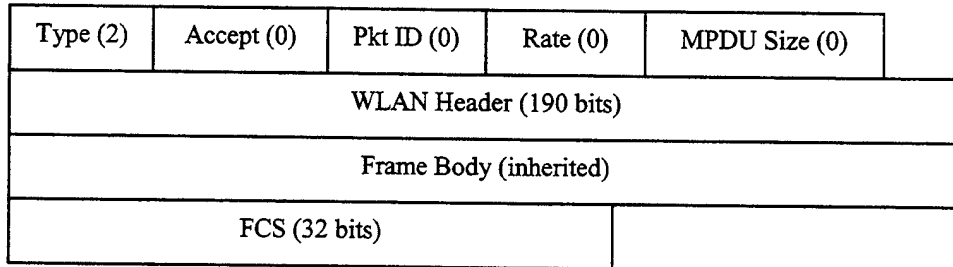 Type (2) Accept (0) Pkt ID (0) Rate (0) MPDU Size (0)
WLAN Header (190 bits)
Frame Body (inherited)
FCS (32 bits)